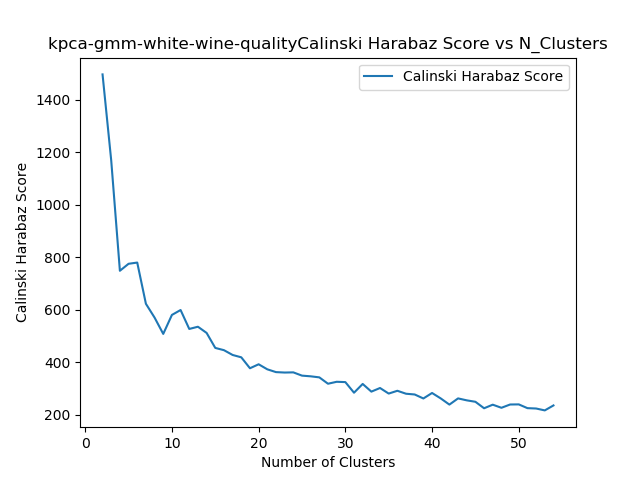 kpca-gmm-white-wine-qualityCalinski Harabaz Score vs N_Clusters
Calinski Harabaz Score
1400
1200
1000
800
600
400
200
Calinski Harabaz Score
0 10 20 30 40 50
Number of Clusters